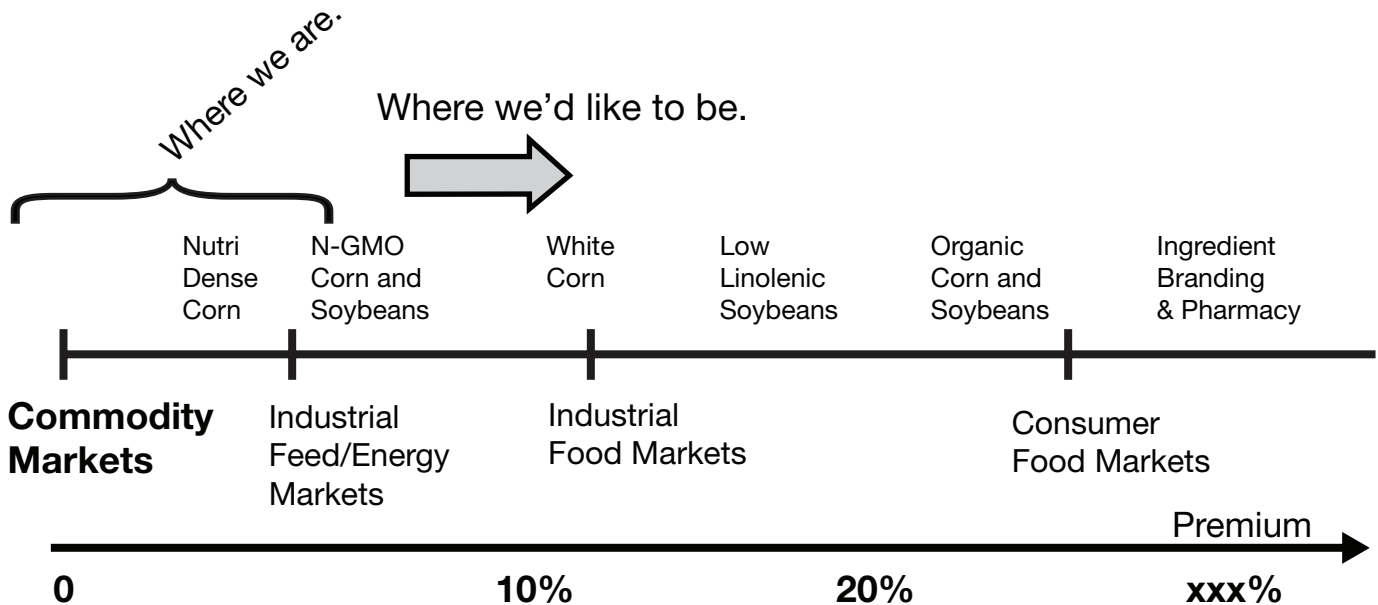 Where we are.
Where we’d like to be.
Nutri
Dense
Corn
N-GMO
Corn and
Soybeans
White
Corn
Low
Linolenic
Soybeans
Organic
Corn and
Soybeans
Ingredient
Branding
& Pharmacy
Commodity
Markets
Industrial
Feed/Energy
Markets
Industrial
Food Markets
Consumer
Food Markets
Premium
0
10%
20%
xxx%